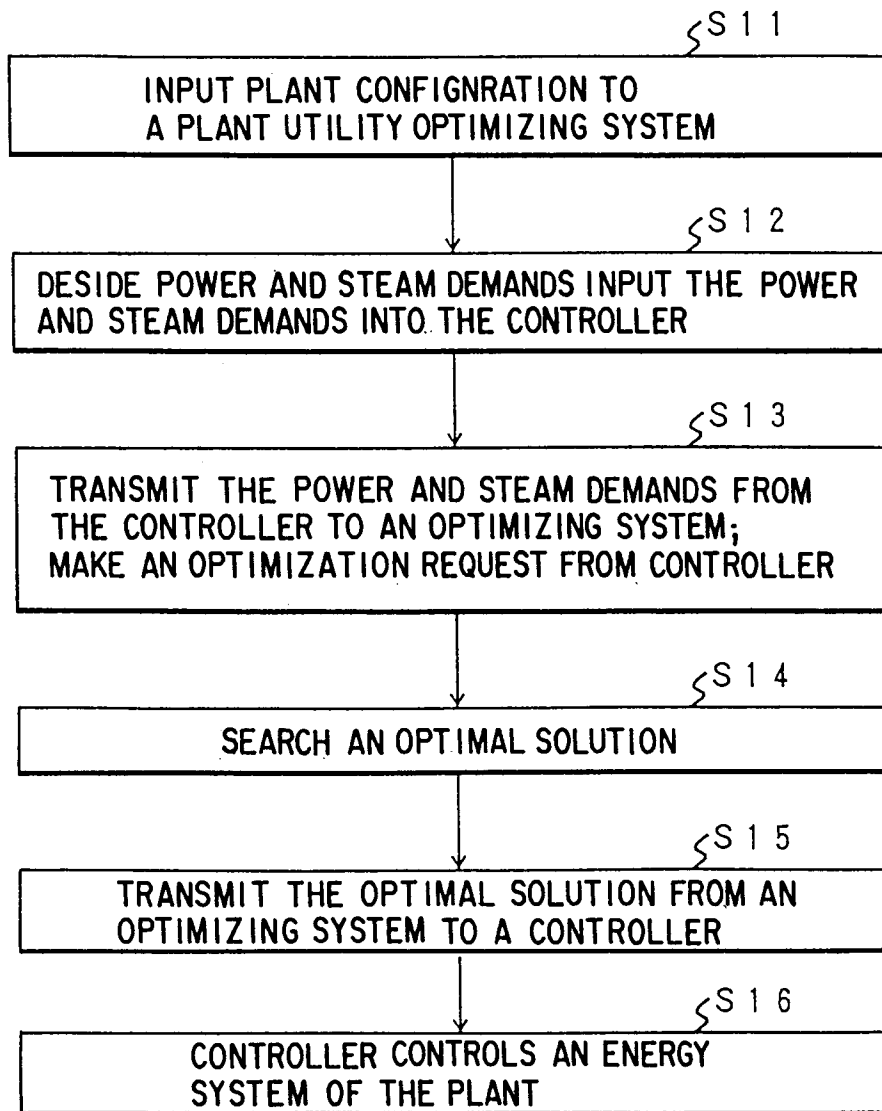 S11
INPUT PLANT CONFIGNRATION TO
A PLANT UTILITY OPTIMIZING SYSTEM
S12
DESIDE POWER AND STEAM DEMANDS INPUT THE POWER
AND STEAM DEMANDS INTO THE CONTROLLER
S13
TRANSMIT THE POWER AND STEAM DEMANDS FROM
THE CONTROLLER TO AN OPTIMIZING SYSTEM;
MAKE AN OPTIMIZATION REQUEST FROM CONTROLLER
S14
SEARCH AN OPTIMAL SOLUTION
S15
TRANSMIT THE OPTIMAL SOLUTION FROM AN
OPTIMIZING SYSTEM TO A CONTROLLER
S16
CONTROLLER CONTROLS AN ENERGY
SYSTEM OF THE PLANT